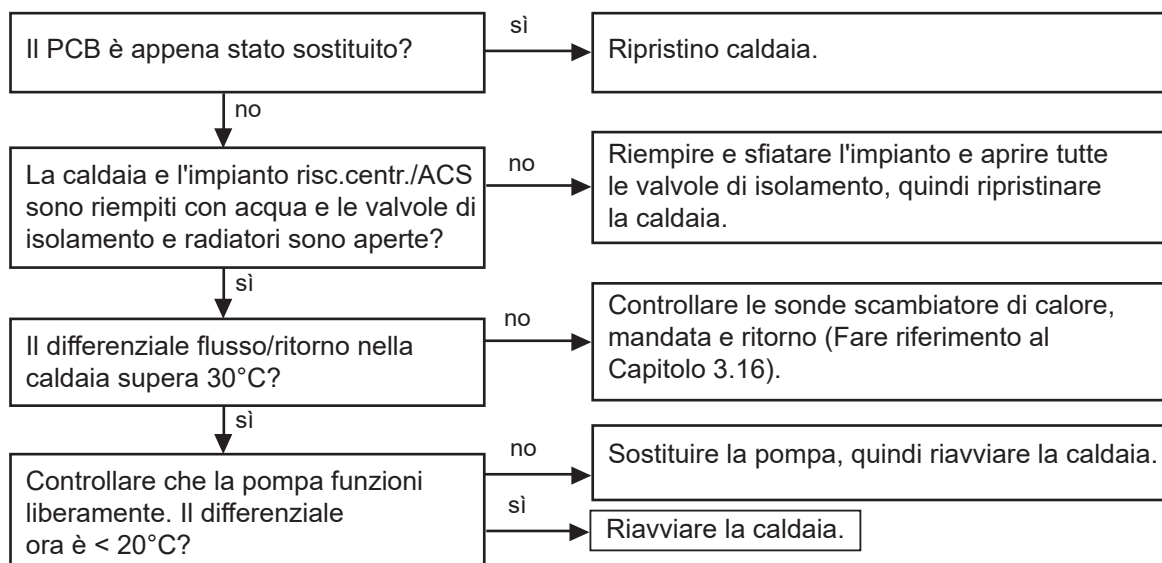 Il PCB è appena stato sostituito?
sì
Ripristino caldaia.
no
La caldaia e l'impianto risc.centr./ACS
sono riempiti con acqua e le valvole di
isolamento e radiatori sono aperte?
no
Riempire e sfiatare l'impianto e aprire tutte
le valvole di isolamento, quindi ripristinare
la caldaia.
sì
Il differenziale flusso/ritorno nella
caldaia supera 30°C?
no
Controllare le sonde scambiatore di calore,
mandata e ritorno (Fare riferimento al
Capitolo 3.16).
sì
Controllare che la pompa funzioni
liberamente. Il differenziale
ora è < 20°C?
no
Sostituire la pompa, quindi riavviare la caldaia.
sì
Riavviare la caldaia.